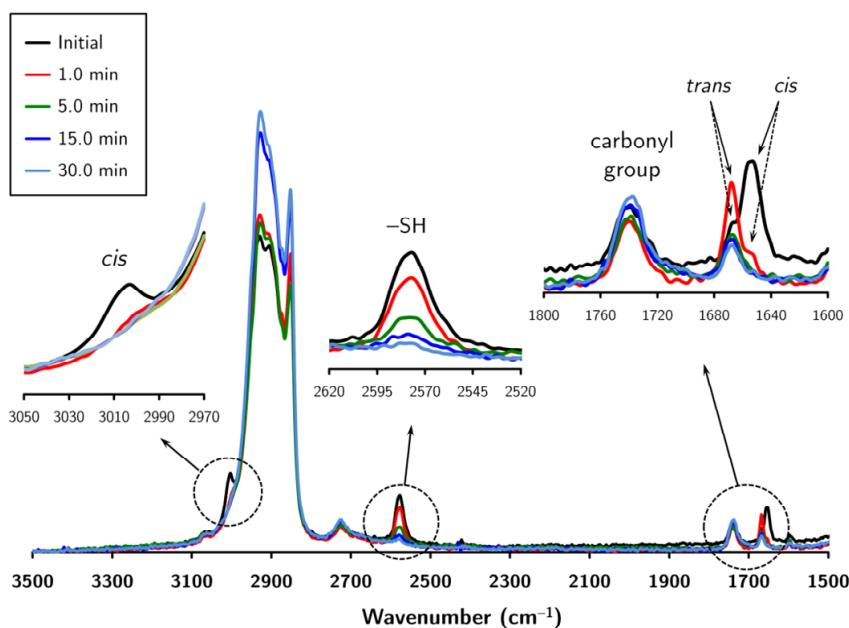 Initial
1.0 min
5.0 min
15.0 min
30.0 min
trans cis
carbonyl
group
–SH
cis
1800 1760 1720 1680 1640 1600
3050 3030 3010 2990 2970
2620 2595 2570 2545 2520
3500 3300 3100 2900 2700 2500 2300 2100 1900 1700 1500
Wavenumber (cm⁻¹)